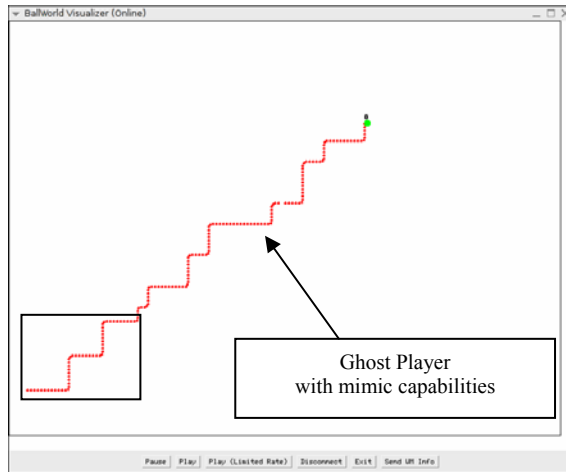 BallWorld Visualizer (Online)
Ghost Player
with mimic capabilities
Pause Play Play (Limited Rate) Disconnect Exit Send UM Info